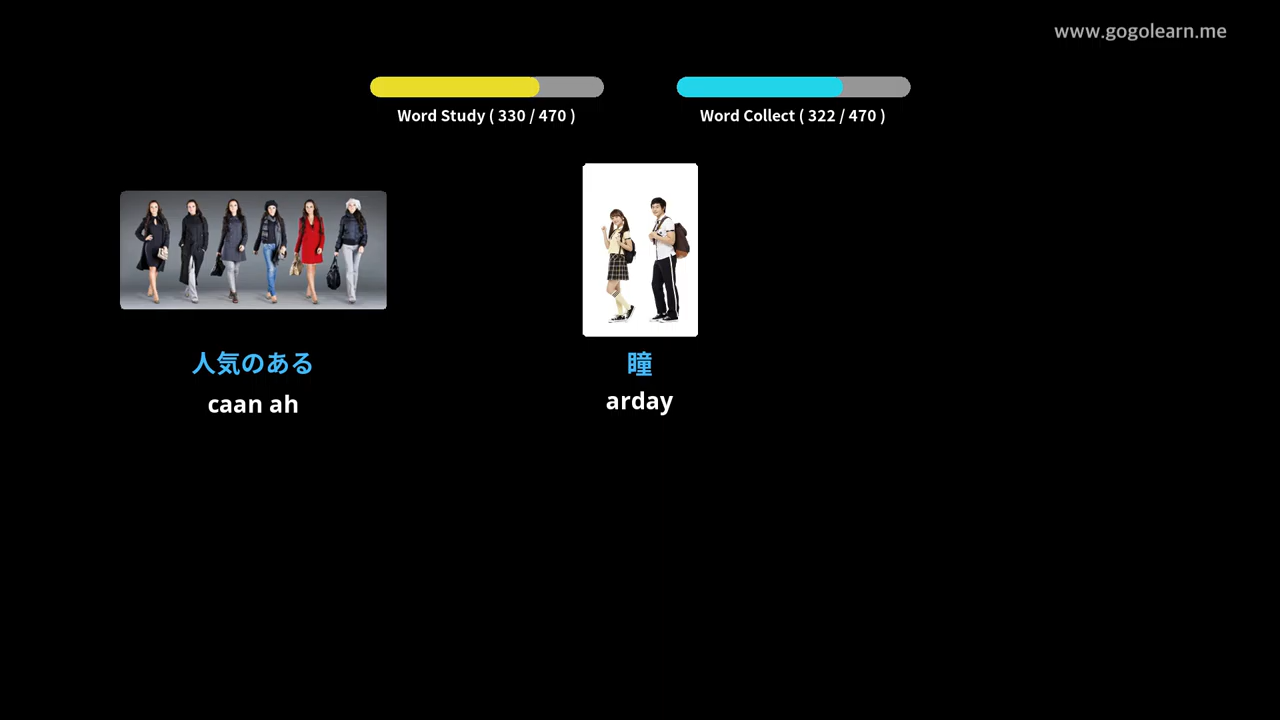 www.gogolearn.me
Word Study ( 330 / 470 )
Word Collect ( 322 / 470 )
人気のある
caan ah
瞳
arday